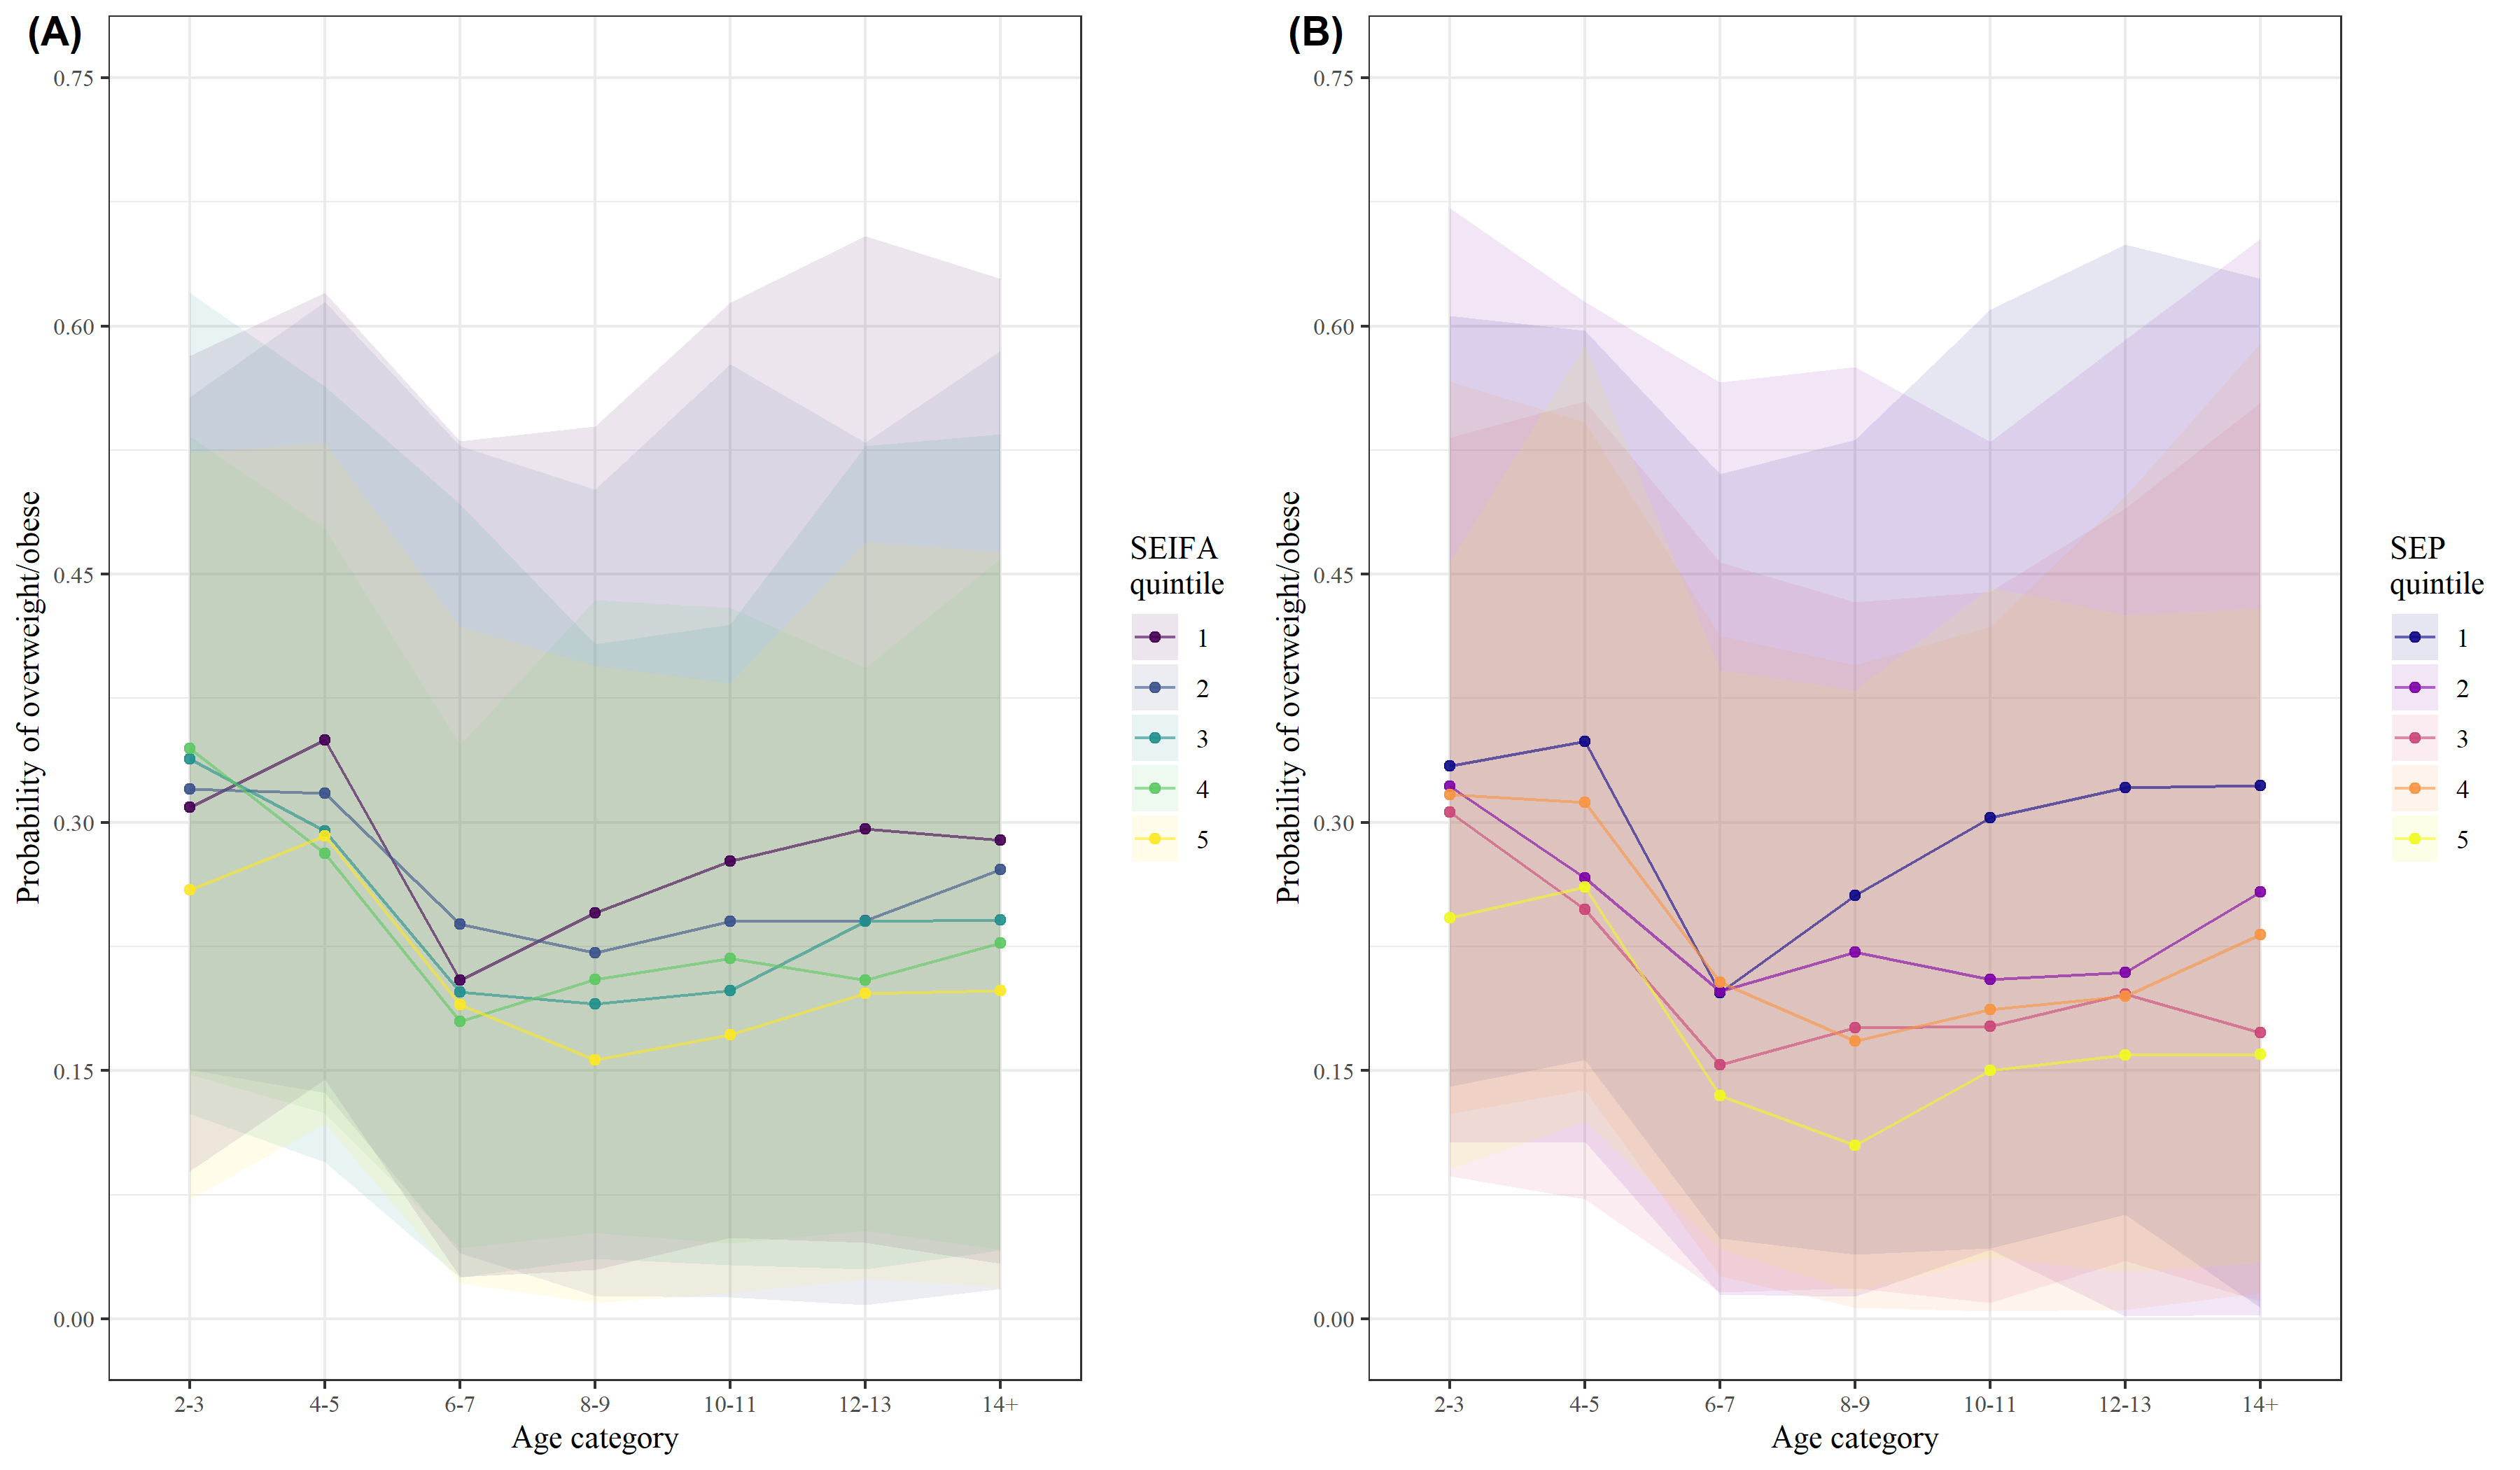 (A)
Probability of overweight/obese
0.75
0.60
0.45
0.30
0.15
0.00
2-3 4-5 6-7 8-9 10-11 12-13 14+
Age category
SEIFA
quintile
1
2
3
4
5
(B)
Probability of overweight/obese
0.75
0.60
0.45
0.30
0.15
0.00
2-3 4-5 6-7 8-9 10-11 12-13 14+
Age category
SEP
quintile
1
2
3
4
5